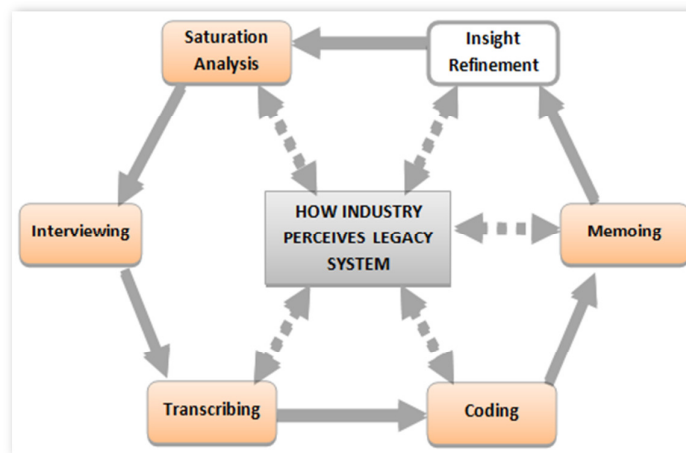 Saturation
Analysis
Insight
Refinement
Interviewing
HOW INDUSTRY
PERCEIVES LEGACY
SYSTEM
Memoing
Transcribing
Coding